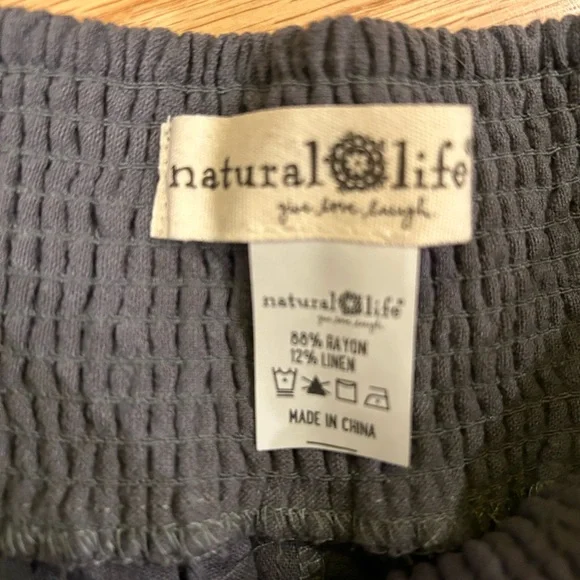 natural life
give love laugh
natural life®
give love laugh
88% RAYON
12% LINEN
MADE IN CHINA